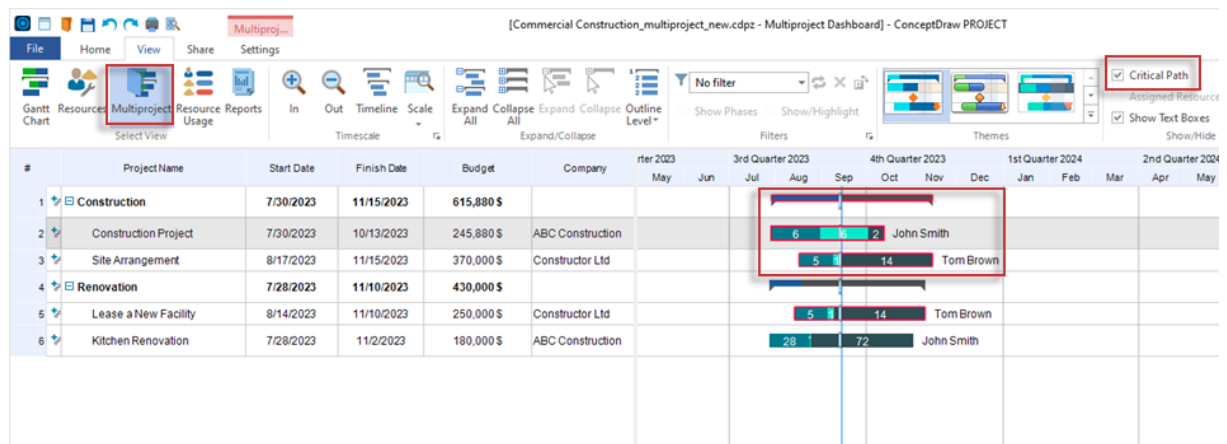 [Commercial Construction_multiproject_new.cdpz - Multiproject Dashboard] - ConceptDraw PROJECT
Multiproj...
File Home View Share Settings
Gantt Chart Resources Multiproject Resource Usage Reports
Select View
In Out Timeline Scale
Timescale
Expand All Collapse All Expand Collapse Outline Level
Expand/Collapse
No filter
Show Phases Show/Highlight
Filters
Themes
Critical Path
Assigned Resource
Show Text Boxes
Show/Hide
# Project Name Start Date Finish Date Budget Company
rter 2023 3rd Quarter 2023 4th Quarter 2023 1st Quarter 2024 2nd Quarter 2024
May Jun Jul Aug Sep Oct Nov Dec Jan Feb Mar Apr May
1 Construction 7/30/2023 11/15/2023 615,880 $
2 Construction Project 7/30/2023 10/13/2023 245,880 $ ABC Construction 6 6 2 John Smith
3 Site Arrangement 8/17/2023 11/15/2023 370,000 $ Constructor Ltd 5 1 14 Tom Brown
4 Renovation 7/28/2023 11/10/2023 430,000 $
5 Lease a New Facility 8/14/2023 11/10/2023 250,000 $ Constructor Ltd 5 1 14 Tom Brown
6 Kitchen Renovation 7/28/2023 11/2/2023 180,000 $ ABC Construction 28 72 John Smith